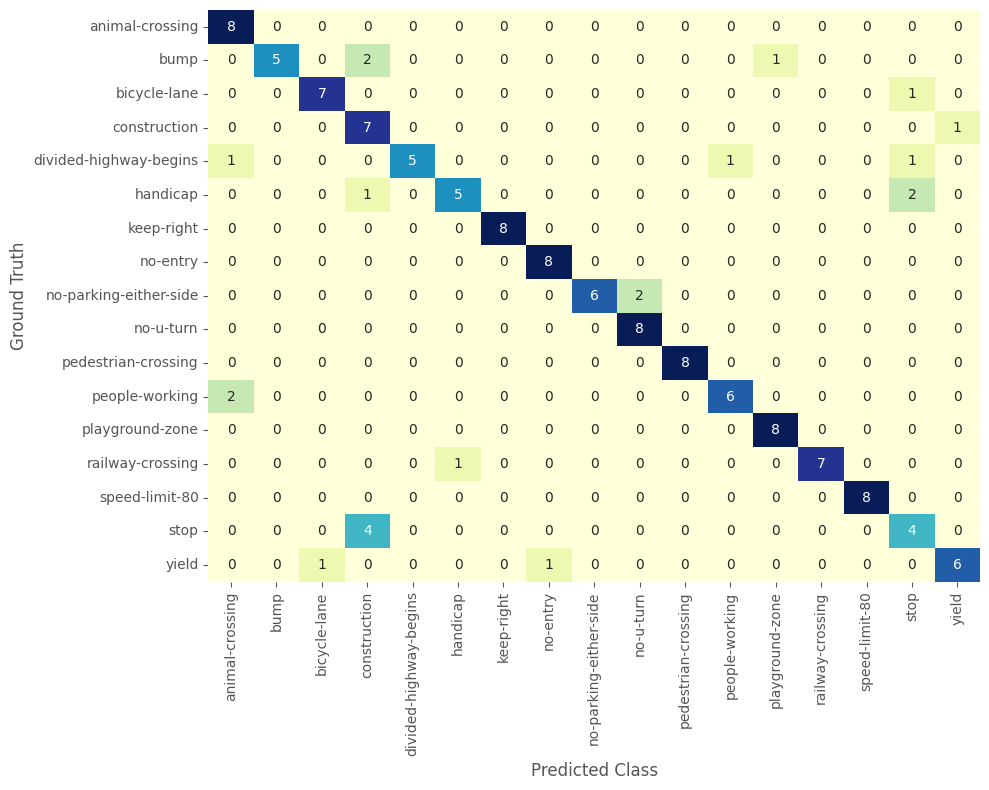 animal-crossing 8 0 0 0 0 0 0 0 0 0 0 0 0 0 0 0 0
bump 0 5 0 2 0 0 0 0 0 0 0 0 1 0 0 0 0
bicycle-lane 0 0 7 0 0 0 0 0 0 0 0 0 0 0 0 1 0
construction 0 0 0 7 0 0 0 0 0 0 0 0 0 0 0 0 1
divided-highway-begins 1 0 0 0 5 0 0 0 0 0 0 1 0 0 0 1 0
handicap 0 0 0 1 0 5 0 0 0 0 0 0 0 0 0 2 0
keep-right 0 0 0 0 0 0 8 0 0 0 0 0 0 0 0 0 0
no-entry 0 0 0 0 0 0 0 8 0 0 0 0 0 0 0 0 0
no-parking-either-side 0 0 0 0 0 0 0 0 6 2 0 0 0 0 0 0 0
no-u-turn 0 0 0 0 0 0 0 0 0 8 0 0 0 0 0 0 0
pedestrian-crossing 0 0 0 0 0 0 0 0 0 0 8 0 0 0 0 0 0
people-working 2 0 0 0 0 0 0 0 0 0 0 6 0 0 0 0 0
playground-zone 0 0 0 0 0 0 0 0 0 0 0 0 8 0 0 0 0
railway-crossing 0 0 0 0 0 1 0 0 0 0 0 0 0 7 0 0 0
speed-limit-80 0 0 0 0 0 0 0 0 0 0 0 0 0 0 8 0 0
stop 0 0 0 4 0 0 0 0 0 0 0 0 0 0 0 4 0
yield 0 0 1 0 0 0 0 1 0 0 0 0 0 0 0 0 6
Ground Truth
animal-crossing
bump
bicycle-lane
construction
divided-highway-begins
handicap
keep-right
no-entry
no-parking-either-side
no-u-turn
pedestrian-crossing
people-working
playground-zone
railway-crossing
speed-limit-80
stop
yield
Predicted Class